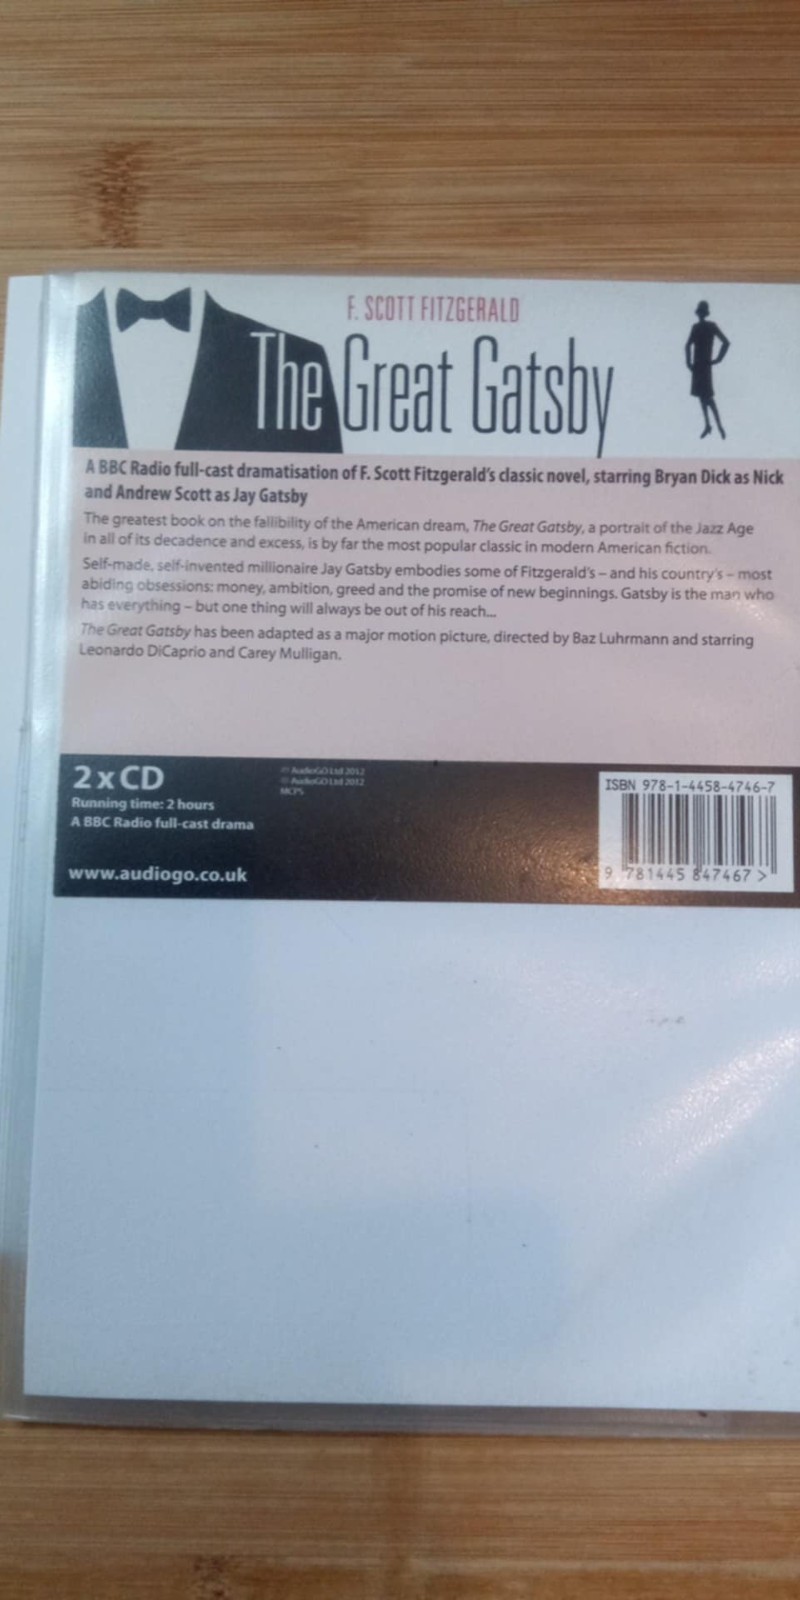 F. SCOTT FITZGERALD
The Great Gatsby
A BBC Radio full-cast dramatisation of F. Scott Fitzgerald's classic novel, starring Bryan Dick as Nick
and Andrew Scott as Jay Gatsby
The greatest book on the fallibility of the American dream, The Great Gatsby, a portrait of the Jazz Age
in all of its decadence and excess, is by far the most popular classic in modern American fiction.
Self-made, self-invented millionaire Jay Gatsby embodies some of Fitzgerald's – and his country's – most
abiding obsessions: money, ambition, greed and the promise of new beginnings. Gatsby is the man who
has everything – but one thing will always be out of his reach...
The Great Gatsby has been adapted as a major motion picture, directed by Baz Luhrmann and starring
Leonardo DiCaprio and Carey Mulligan.
2 x CD
Running time: 2 hours
A BBC Radio full-cast drama
www.audiogo.co.uk
℗ AudioGO Ltd 2012
© AudioGO Ltd 2012
MCPS
ISBN 978-1-4458-4746-7
9 781445 847467 >